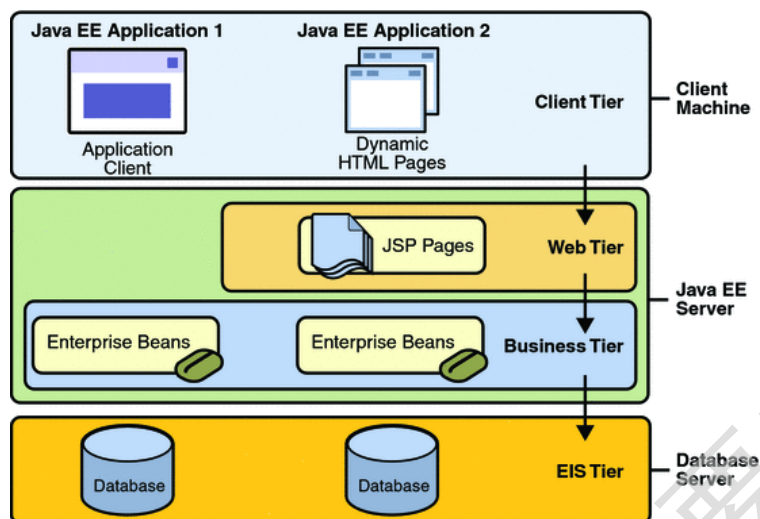 Java EE Application 1
Java EE Application 2
Application
Client
Dynamic
HTML Pages
Client Tier
Client
Machine
JSP Pages
Web Tier
Java EE
Server
Enterprise Beans
Enterprise Beans
Business Tier
Database
Database
EIS Tier
Database
Server